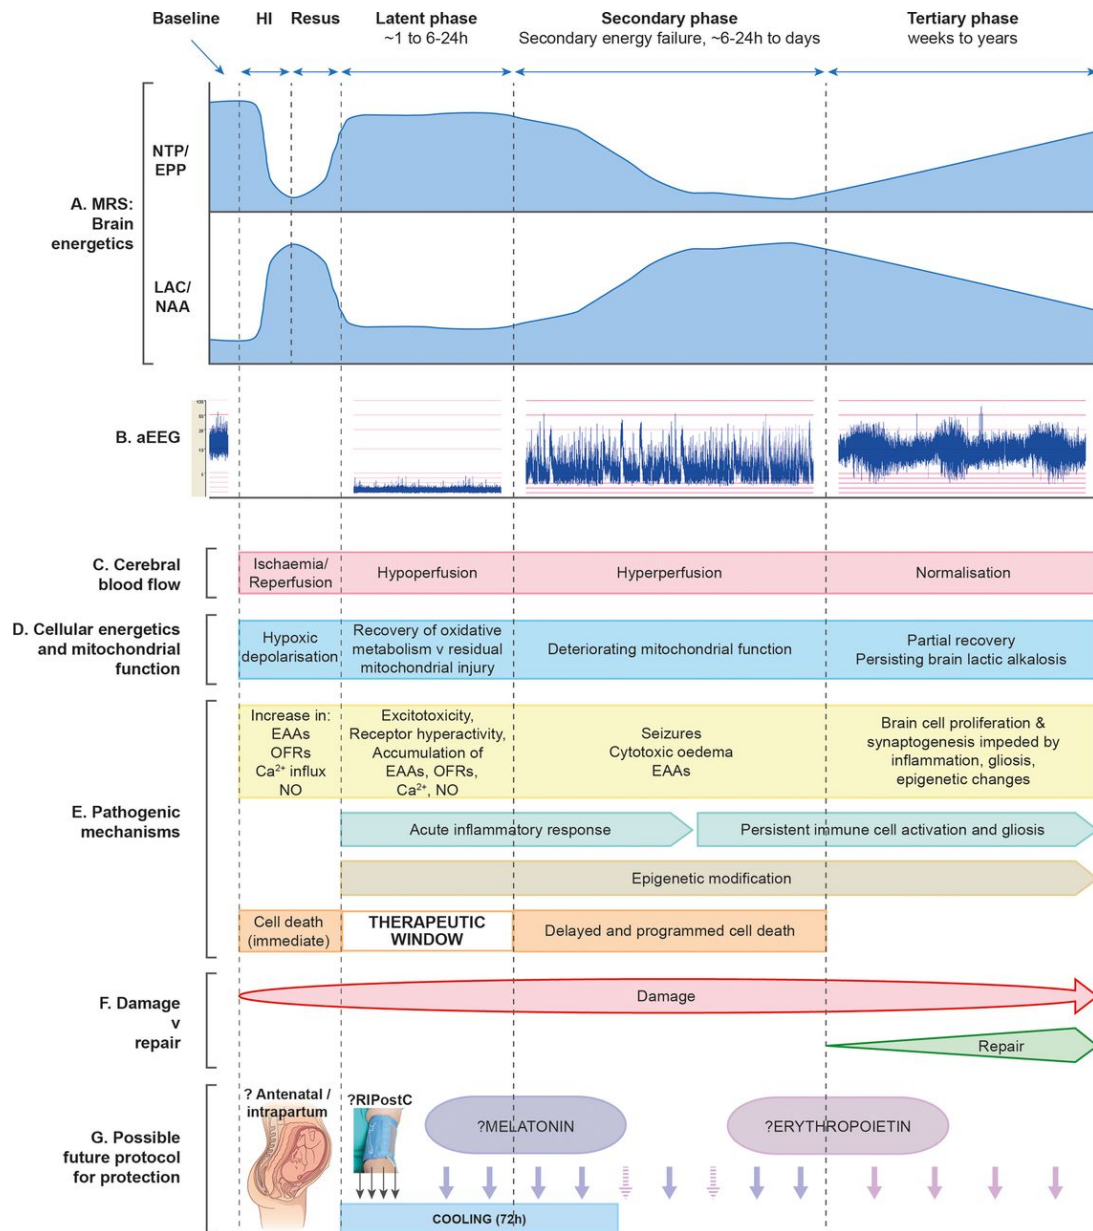 Baseline
HI
Resus
Latent phase
~1 to 6-24h
Secondary phase
Secondary energy failure, ~6-24h to days
Tertiary phase
weeks to years
A. MRS:
Brain
energetics
NTP/
EPP
LAC/
NAA
B. aEEG
C. Cerebral
blood flow
Ischaemia/
Reperfusion
Hypoperfusion
Hyperperfusion
Normalisation
D. Cellular energetics
and mitochondrial
function
Hypoxic
depolarisation
Recovery of oxidative
metabolism v residual
mitochondrial injury
Deteriorating mitochondrial function
Partial recovery
Persisting brain lactic alkalosis
E. Pathogenic
mechanisms
Increase in:
EAAs
OFRs
Ca²⁺ influx
NO
Excitotoxicity,
Receptor hyperactivity,
Accumulation of
EAAs, OFRs,
Ca²⁺, NO
Seizures
Cytotoxic oedema
EAAs
Brain cell proliferation &
synaptogenesis impeded by
inflammation, gliosis,
epigenetic changes
Acute inflammatory response
Persistent immune cell activation and gliosis
Epigenetic modification
Cell death
(immediate)
THERAPEUTIC
WINDOW
Delayed and programmed cell death
F. Damage
v
repair
Damage
Repair
G. Possible
future protocol
for protection
? Antenatal /
intrapartum
?RIPostC
?MELATONIN
?ERYTHROPOIETIN
COOLING (72h)